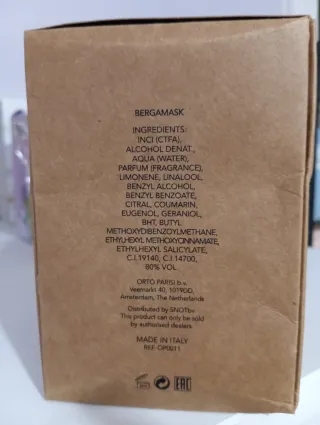 BERGAMASK
INGREDIENTS:
INCI (CTFA),
ALCOHOL DENAT.,
AQUA (WATER),
PARFUM (FRAGRANCE),
LIMONENE, LINALOOL,
BENZYL ALCOHOL,
BENZYL BENZOATE,
CITRAL, COUMARIN,
EUGENOL, GERANIOL,
BHT, BUTYL
METHOXYDIBENZOYLMETHANE,
ETHYLHEXYL METHOXYCINNAMATE,
ETHYLHEXYL SALICYLATE,
C.I.19140, C.I.14700,
80% VOL.
ORTO PARISI b.v.
Veemarkt 40, 1019DD,
Amsterdam, The Netherlands
Distributed by SNOTbv
This product can only be sold
by authorised dealers
MADE IN ITALY
REF-OP0011
EAC